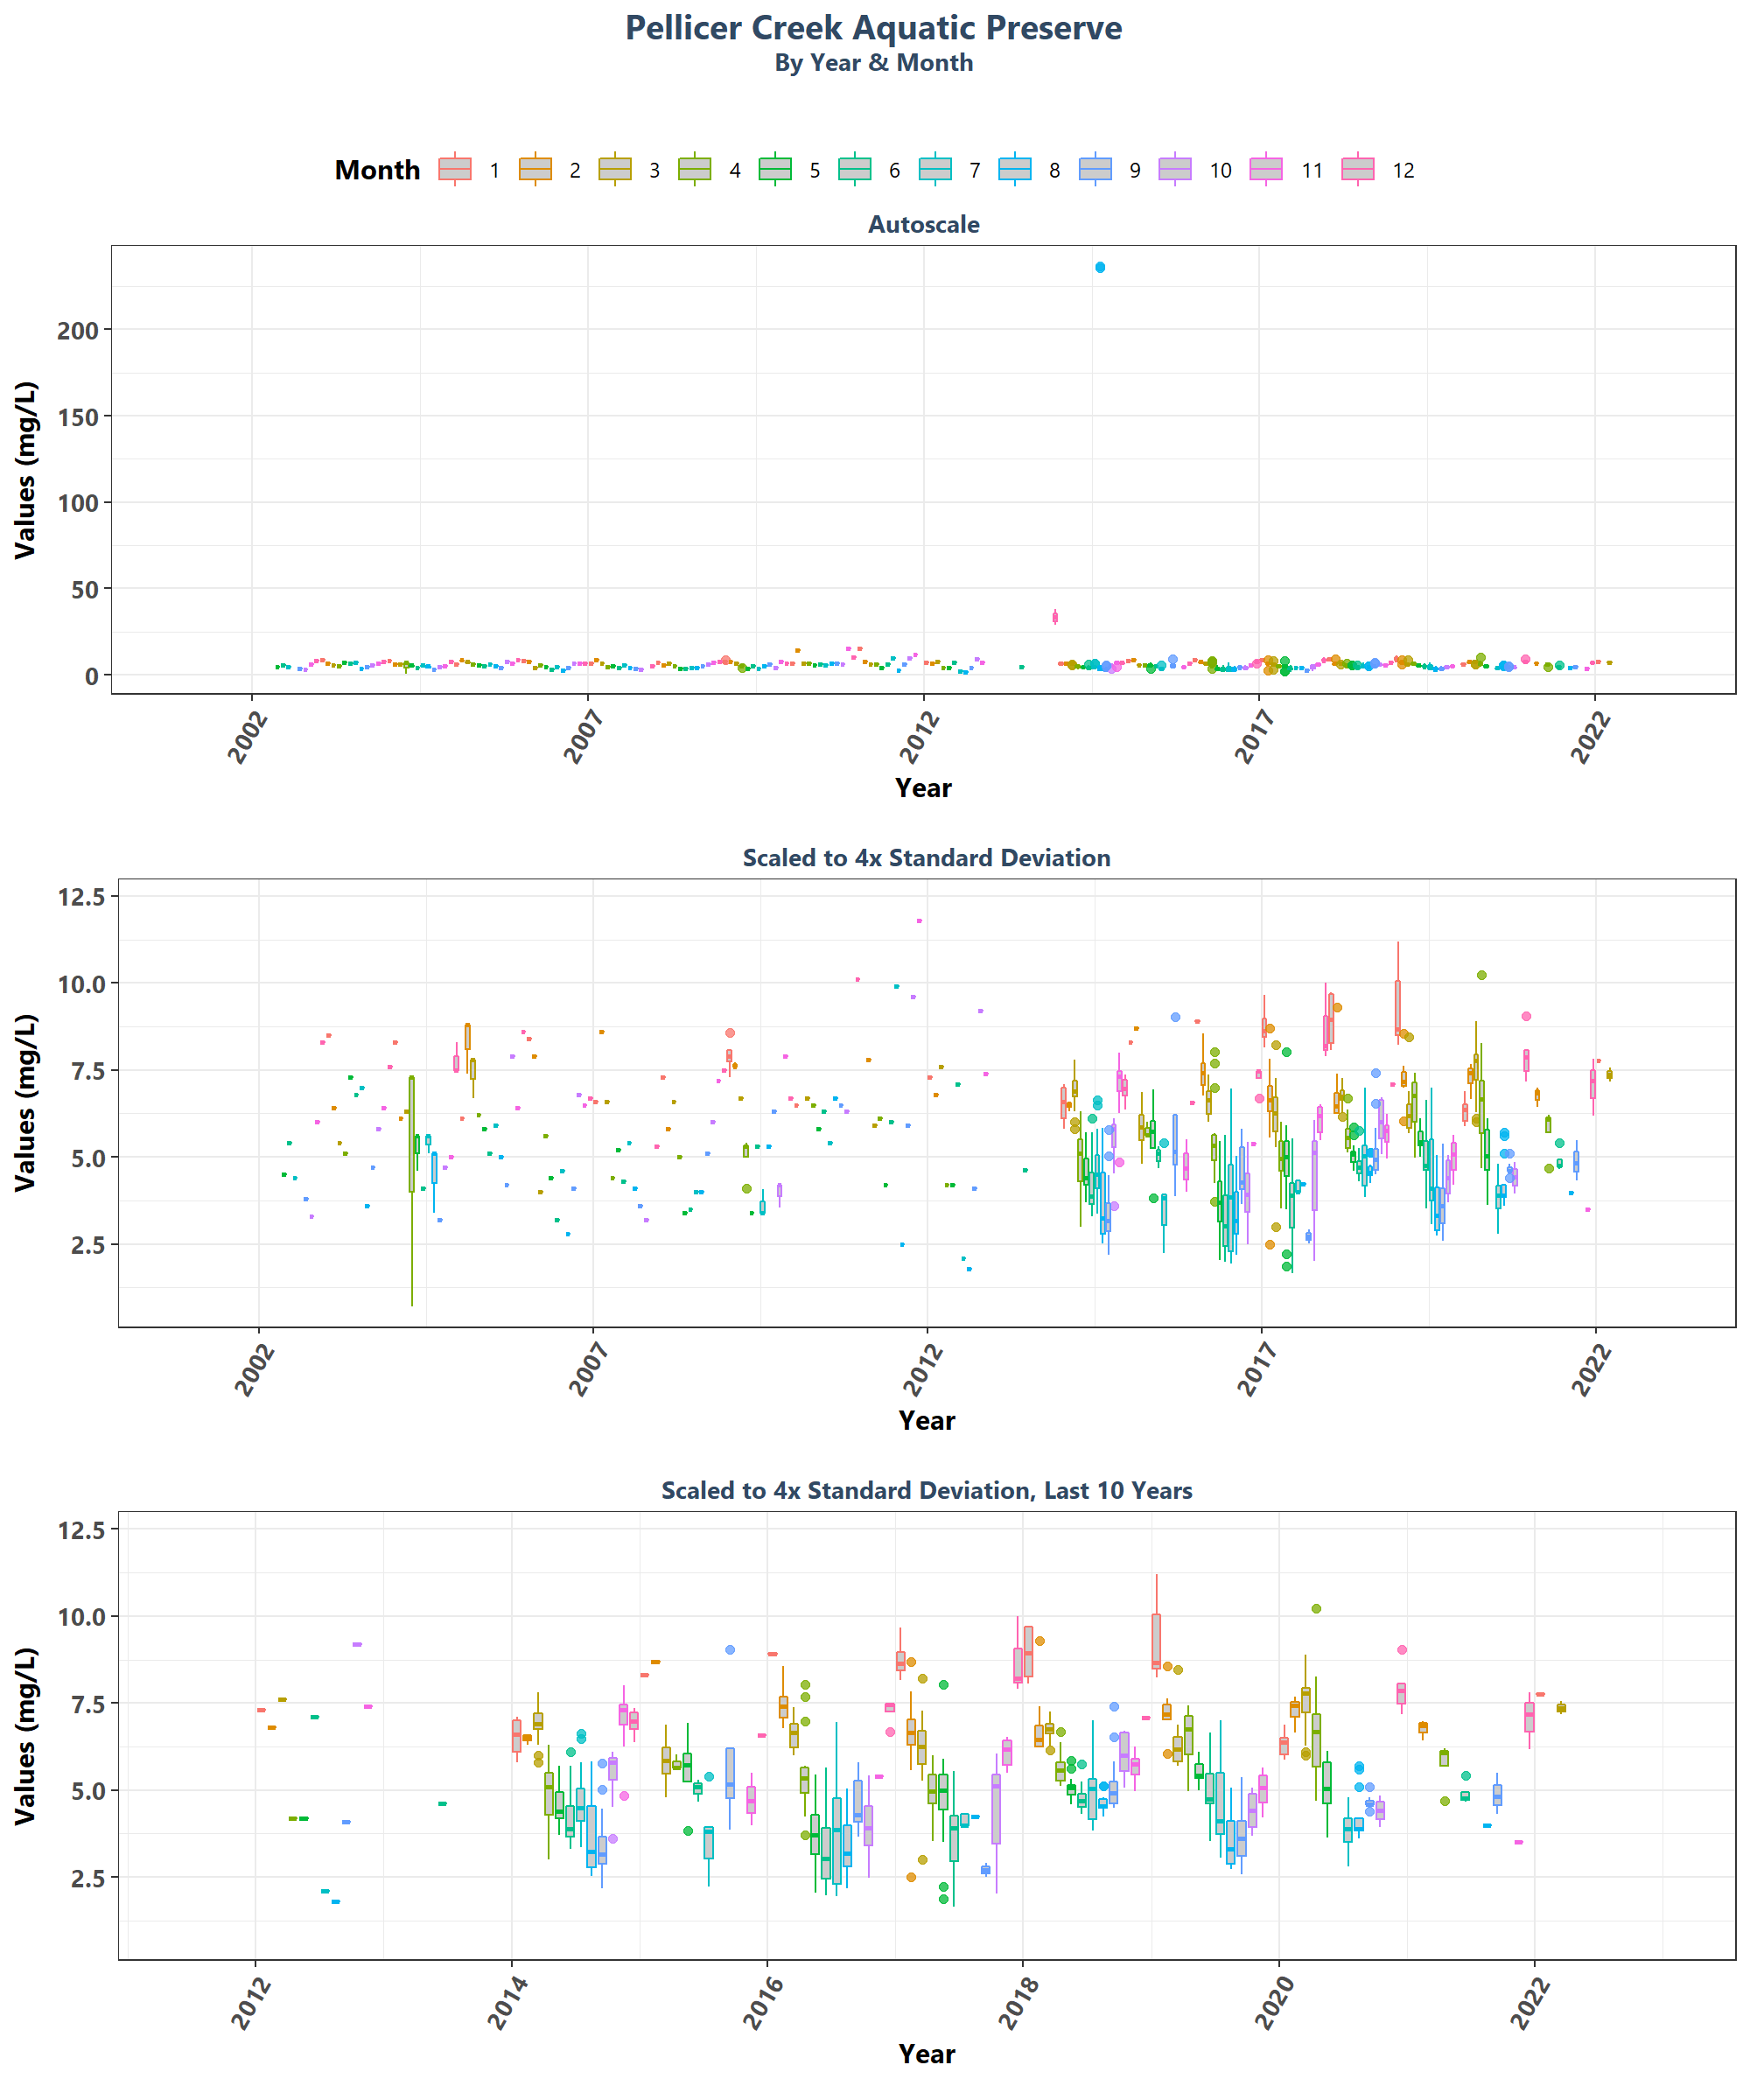 Pellicer Creek Aquatic Preserve
By Year & Month
Month 1 2 3 4 5 6 7 8 9 10 11 12
Autoscale
Values (mg/L)
200
150
100
50
0
2002 2007 2012 2017 2022
Year
Scaled to 4x Standard Deviation
Values (mg/L)
12.5
10.0
7.5
5.0
2.5
2002 2007 2012 2017 2022
Year
Scaled to 4x Standard Deviation, Last 10 Years
Values (mg/L)
12.5
10.0
7.5
5.0
2.5
2012 2014 2016 2018 2020 2022
Year